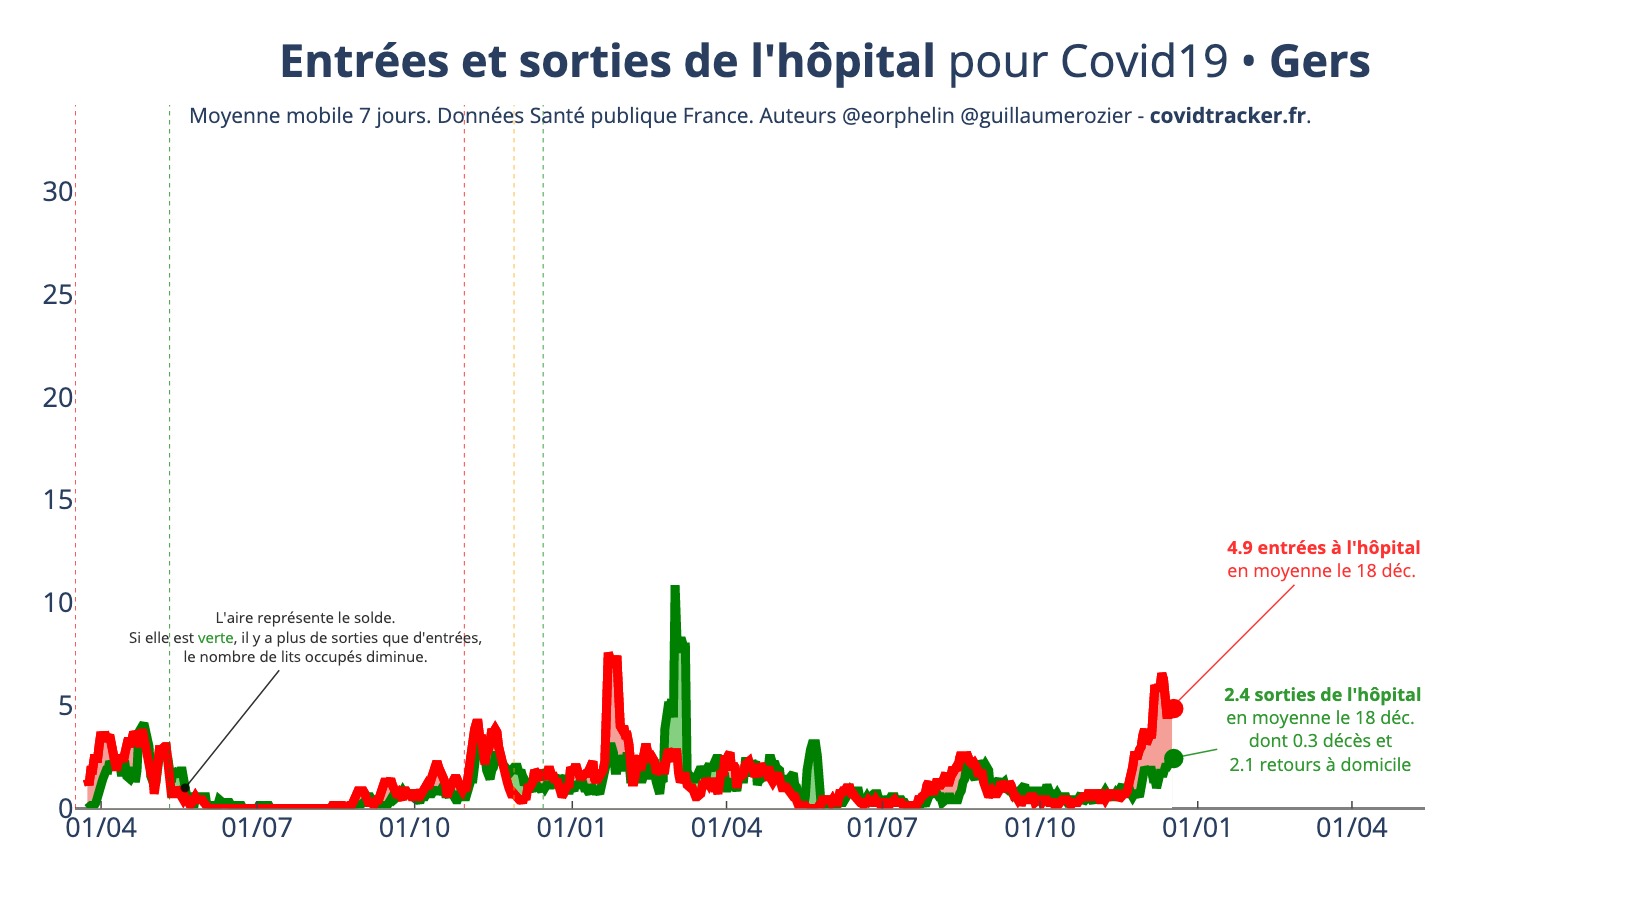 Entrées et sorties de l'hôpital pour Covid19 • Gers
Moyenne mobile 7 jours. Données Santé publique France. Auteurs @eorphelin @guillaumerozier - covidtracker.fr.
30
25
20
15
10
5
0
L'aire représente le solde.
Si elle est verte, il y a plus de sorties que d'entrées,
le nombre de lits occupés diminue.
4.9 entrées à l'hôpital
en moyenne le 18 déc.
2.4 sorties de l'hôpital
en moyenne le 18 déc.
dont 0.3 décès et
2.1 retours à domicile
01/04 01/07 01/10 01/01 01/04 01/07 01/10 01/01 01/04